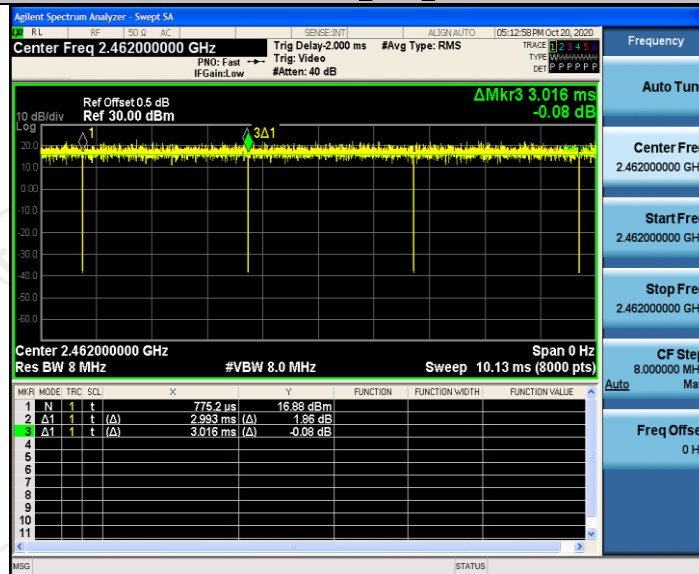 Agilent Spectrum Analyzer - Swept SA
RL RF 50 Ω AC SENSE:INT ALIGN AUTO 05:12:58 PM Oct 20, 2020
Center Freq 2.462000000 GHz
PNO: Fast
IFGain:Low
Trig Delay-2.000 ms
Trig: Video
#Atten: 40 dB
#Avg Type: RMS
TRACE 1 2 3 4 5 6
TYPE W
DET P P P P P P
Ref Offset 0.5 dB
10 dB/div Ref 30.00 dBm
Log
ΔMkr3 3.016 ms
-0.08 dB
1
3Δ1
20.0
10.0
0.00
-10.0
-20.0
-30.0
-40.0
-50.0
-60.0
Center 2.462000000 GHz Span 0 Hz
Res BW 8 MHz #VBW 8.0 MHz Sweep 10.13 ms (8000 pts)
MKR MODE TRC SCL X Y FUNCTION FUNCTION WIDTH FUNCTION VALUE
1 N 1 t 775.2 µs 16.88 dBm
2 Δ1 1 t (Δ) 2.993 ms (Δ) 1.86 dB
3 Δ1 1 t (Δ) 3.016 ms (Δ) -0.08 dB
4
5
6
7
8
9
10
11
MSG STATUS
Frequency
Auto Tun
Center Fre
2.462000000 GH
Start Fre
2.462000000 GH
Stop Fre
2.462000000 GH
CF Ste
8.000000 MH
Auto Ma
Freq Offse
0 H